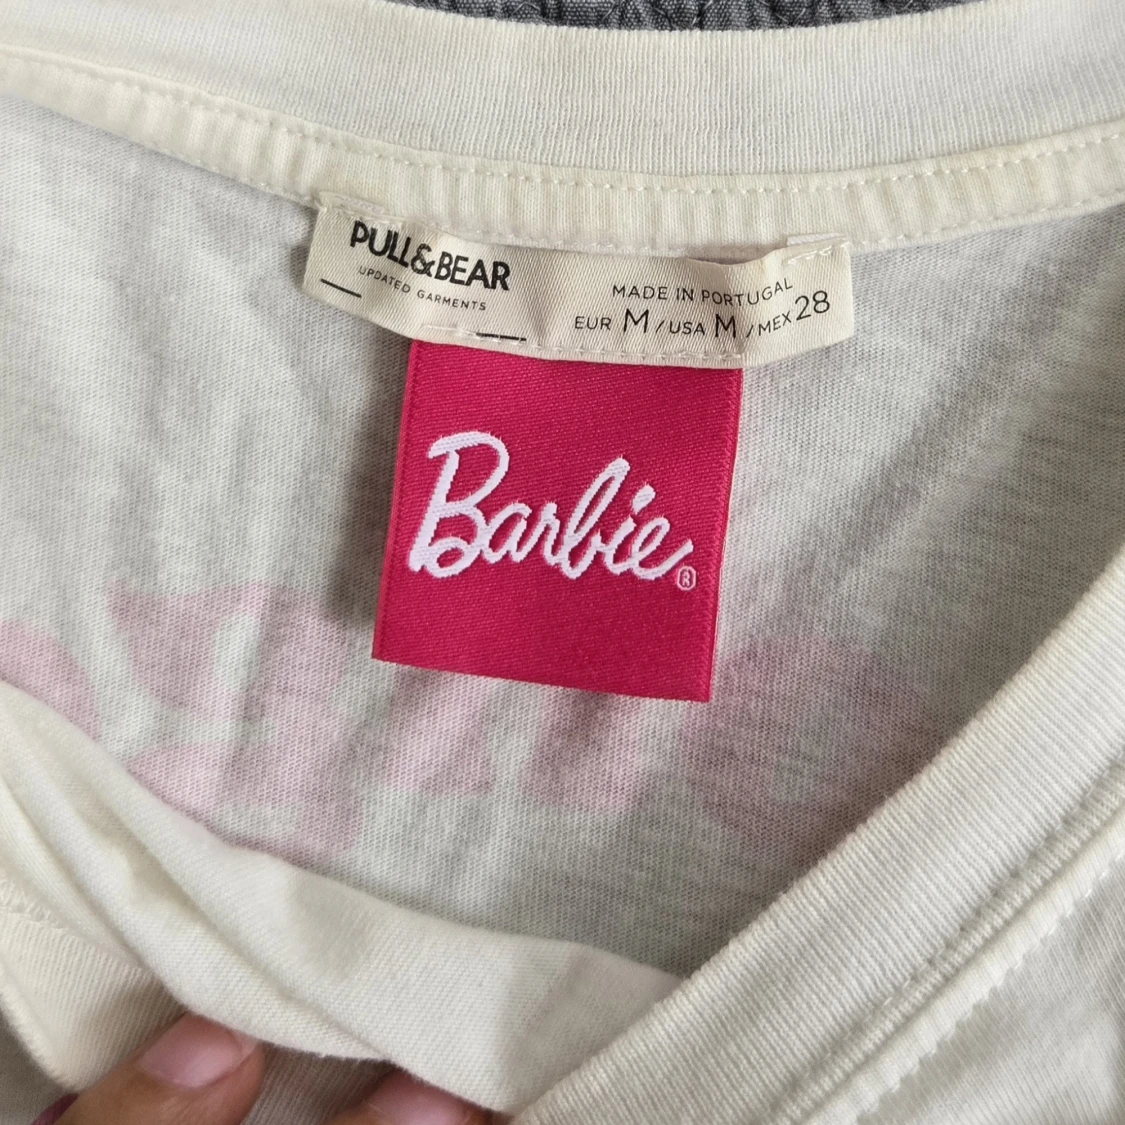 PULL&BEAR
UPDATED GARMENTS
MADE IN PORTUGAL
EUR M / USA M / MEX 28
Barbie®